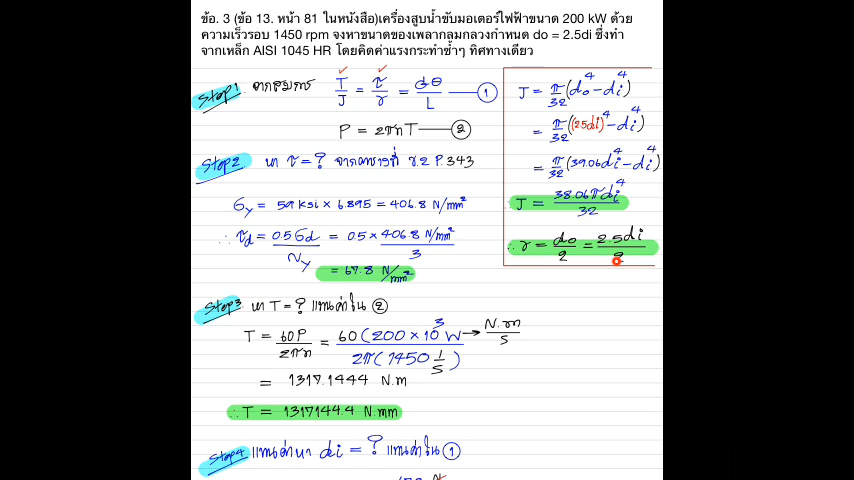 ข้อ. 3 (ข้อ 13. หน้า 81 ในหนังสือ)เครื่องสูบน้ำขับมอเตอร์ไฟฟ้าขนาด 200 kW ด้วย
ความเร็วรอบ 1450 rpm จงหาขนาดของเพลากลมกลวงกำหนด do = 2.5di ซึ่งทำ
จากเหล็ก AISI 1045 HR โดยคิดค่าแรงกระทำซ้ำๆ ทิศทางเดียว
Step1 จากสมการ T/J = τ/r = Gθ/L ——①
P = 2πnT ——②
Step2 หา τ = ? จากตารางที่ ข.2 P.343
σy = 59 ksi × 6.895 = 406.8 N/mm²
∴ τd = 0.5σd/Ny = 0.5 × 406.8 N/mm²/3
= 67.8 N/mm²
Step3 หา T = ? แทนค่าใน ②
T = 60P/2πn = 60(200 × 10³ W → N.m/s)/2π(1450 1/s)
= 1317.1444 N.m
∴ T = 1317144.4 N.mm
Step4 แทนค่าหา di = ? แทนค่าใน ①
J = π/32 (do⁴ - di⁴)
= π/32 ((2.5di)⁴ - di⁴)
= π/32 (39.06di⁴ - di⁴)
∴ J = 38.06πdi⁴/32
∴ r = do/2 = 2.5di/2